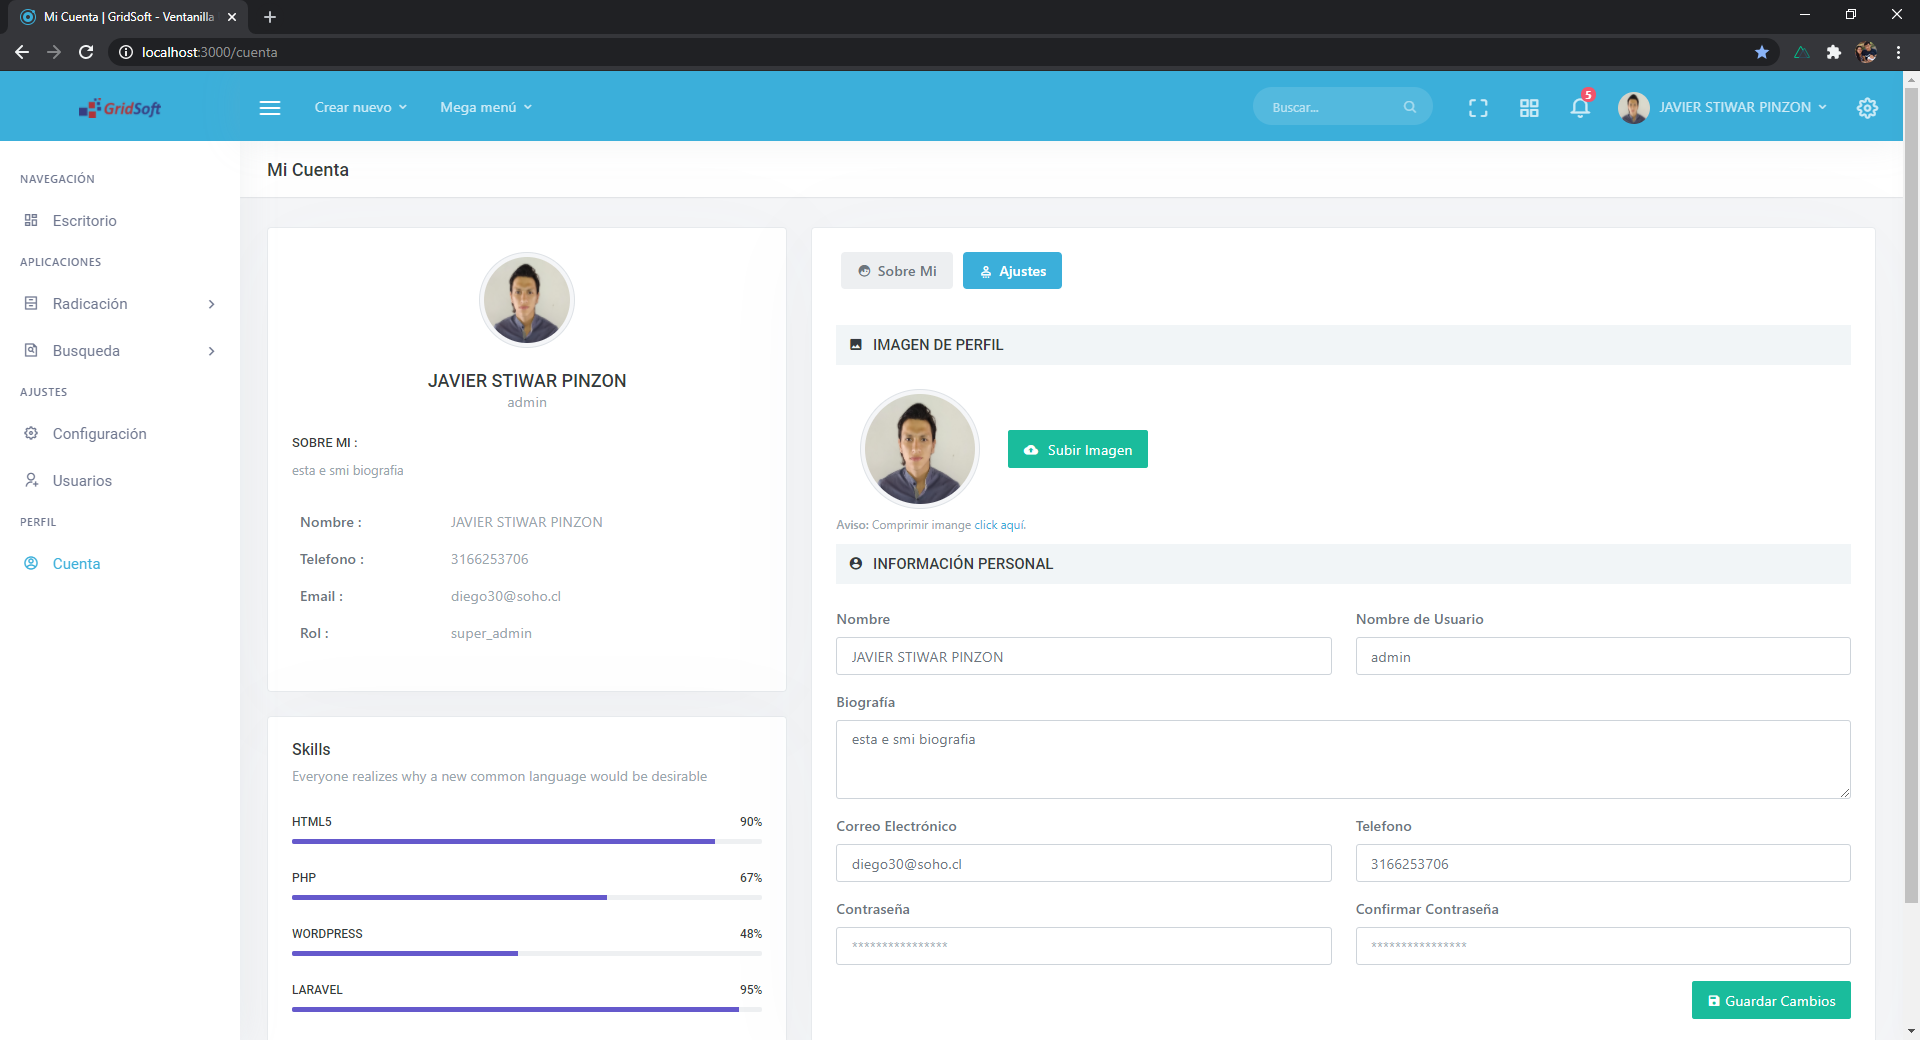 Mi Cuenta | GridSoft - Ventanilla
localhost:3000/cuenta
GridSoft
Crear nuevo
Mega menú
Buscar...
5
JAVIER STIWAR PINZON
NAVEGACIÓN
Escritorio
APLICACIONES
Radicación
Busqueda
AJUSTES
Configuración
Usuarios
PERFIL
Cuenta
Mi Cuenta
JAVIER STIWAR PINZON
admin
SOBRE MI :
esta e smi biografia
Nombre : JAVIER STIWAR PINZON
Telefono : 3166253706
Email : diego30@soho.cl
Rol : super_admin
Skills
Everyone realizes why a new common language would be desirable
HTML5 90%
PHP 67%
WORDPRESS 48%
LARAVEL 95%
Sobre Mi
Ajustes
IMAGEN DE PERFIL
Subir Imagen
Aviso: Comprimir imange click aquí.
INFORMACIÓN PERSONAL
Nombre
JAVIER STIWAR PINZON
Nombre de Usuario
admin
Biografía
esta e smi biografia
Correo Electrónico
diego30@soho.cl
Telefono
3166253706
Contraseña
****************
Confirmar Contraseña
****************
Guardar Cambios